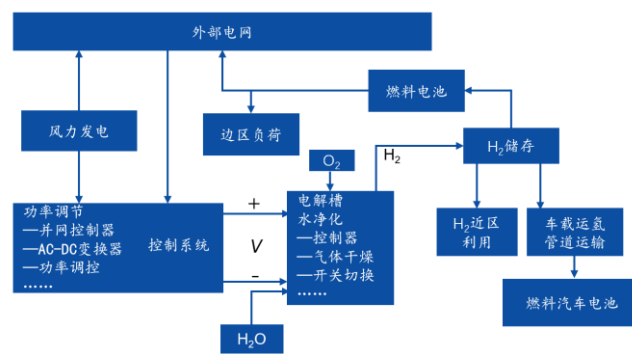 外部电网
燃料电池
风力发电
边区负荷
H₂储存
O₂
H₂
功率调节
—并网控制器
—AC-DC变换器
—功率调控
……
控制系统
+
V
-
电解槽
水净化
—控制器
—气体干燥
—开关切换
……
H₂近区
利用
车载运氢
管道运输
H₂O
燃料汽车电池